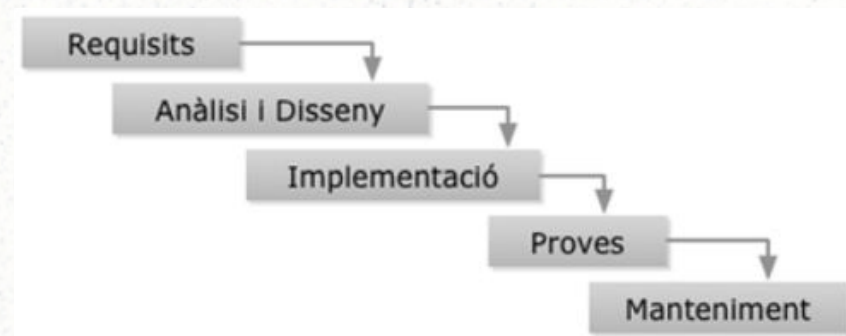 Requisits
Anàlisi i Disseny
Implementació
Proves
Manteniment